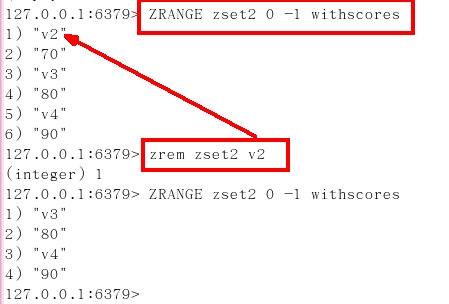 127.0.0.1:6379> ZRANGE zset2 0 -1 withscores
1) "v2"
2) "70"
3) "v3"
4) "80"
5) "v4"
6) "90"
127.0.0.1:6379> zrem zset2 v2
(integer) 1
127.0.0.1:6379> ZRANGE zset2 0 -1 withscores
1) "v3"
2) "80"
3) "v4"
4) "90"
127.0.0.1:6379>